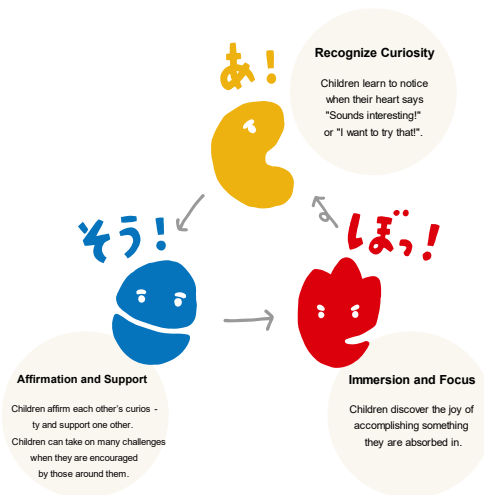 あ!
Recognize Curiosity
Children learn to notice
when their heart says
"Sounds interesting!"
or "I want to try that!".
そう!
ぼっ!
Affirmation and Support
Children affirm each other's curios -
ty and support one other.
Children can take on many challenges
when they are encouraged
by those around them.
Immersion and Focus
Children discover the joy of
accomplishing something
they are absorbed in.